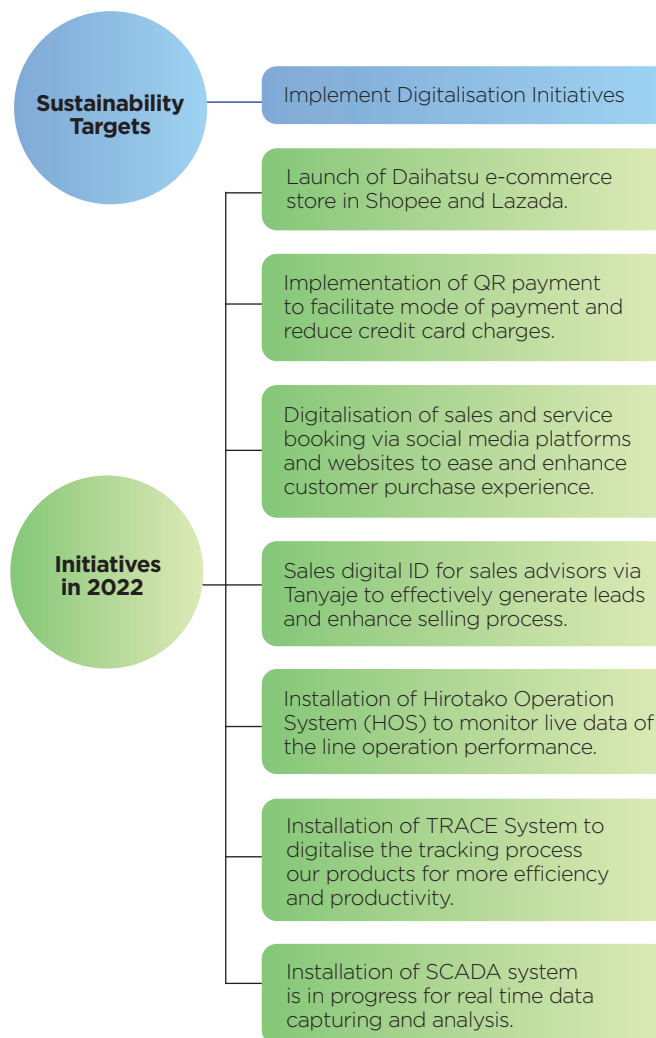 Sustainability
Targets
Implement Digitalisation Initiatives
Launch of Daihatsu e-commerce
store in Shopee and Lazada.
Implementation of QR payment
to facilitate mode of payment and
reduce credit card charges.
Digitalisation of sales and service
booking via social media platforms
and websites to ease and enhance
customer purchase experience.
Initiatives
in 2022
Sales digital ID for sales advisors via
Tanyaje to effectively generate leads
and enhance selling process.
Installation of Hirotako Operation
System (HOS) to monitor live data of
the line operation performance.
Installation of TRACE System to
digitalise the tracking process
our products for more efficiency
and productivity.
Installation of SCADA system
is in progress for real time data
capturing and analysis.